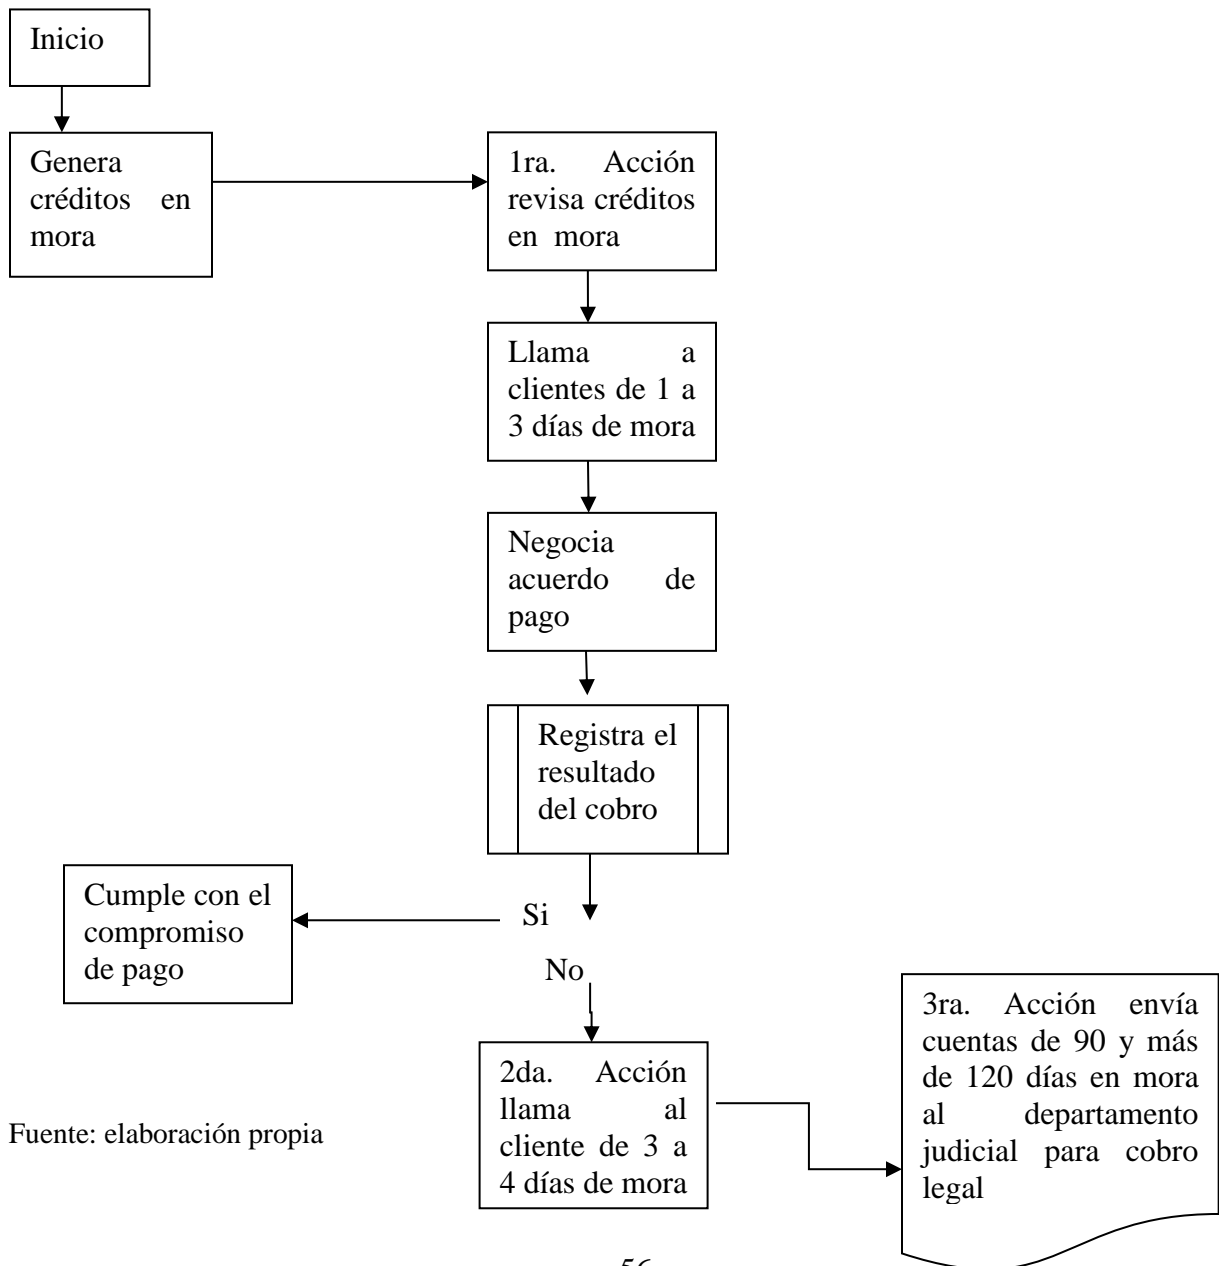 Inicio
Genera
créditos en
mora
1ra. Acción
revisa créditos
en mora
Llama a
clientes de 1 a
3 días de mora
Negocia
acuerdo de
pago
Registra el
resultado
del cobro
Cumple con el
compromiso
de pago
Si
No
2da. Acción
llama al
cliente de 3 a
4 días de mora
3ra. Acción envía
cuentas de 90 y más
de 120 días en mora
al departamento
judicial para cobro
legal
Fuente: elaboración propia